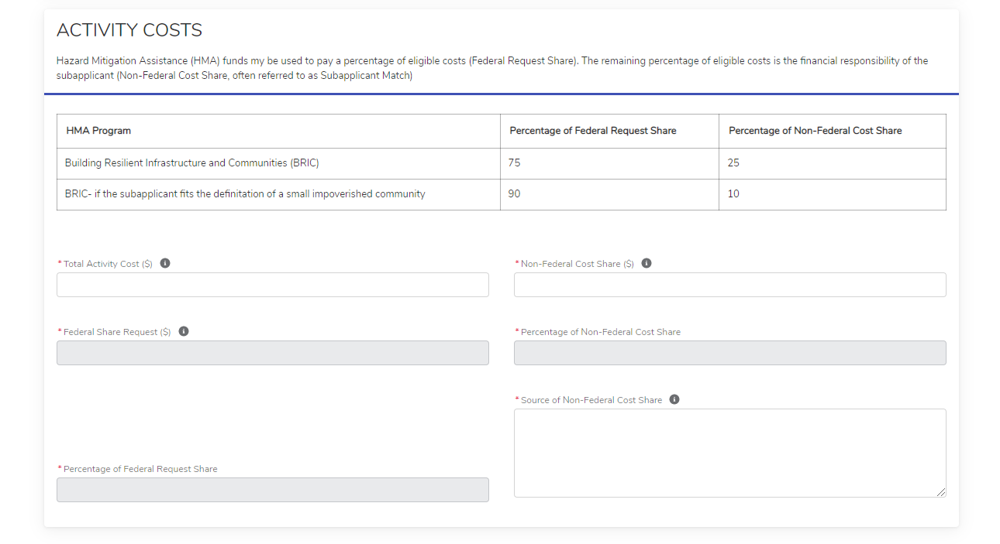 ACTIVITY COSTS
Hazard Mitigation Assistance (HMA) funds my be used to pay a percentage of eligible costs (Federal Request Share). The remaining percentage of eligible costs is the financial responsibility of the
subapplicant (Non-Federal Cost Share, often referred to as Subapplicant Match)
HMA Program Percentage of Federal Request Share Percentage of Non-Federal Cost Share
Building Resilient Infrastructure and Communities (BRIC) 75 25
BRIC- if the subapplicant fits the definitation of a small impoverished community 90 10
* Total Activity Cost ($) * Non-Federal Cost Share ($)
* Federal Share Request ($) * Percentage of Non-Federal Cost Share
* Source of Non-Federal Cost Share
* Percentage of Federal Request Share